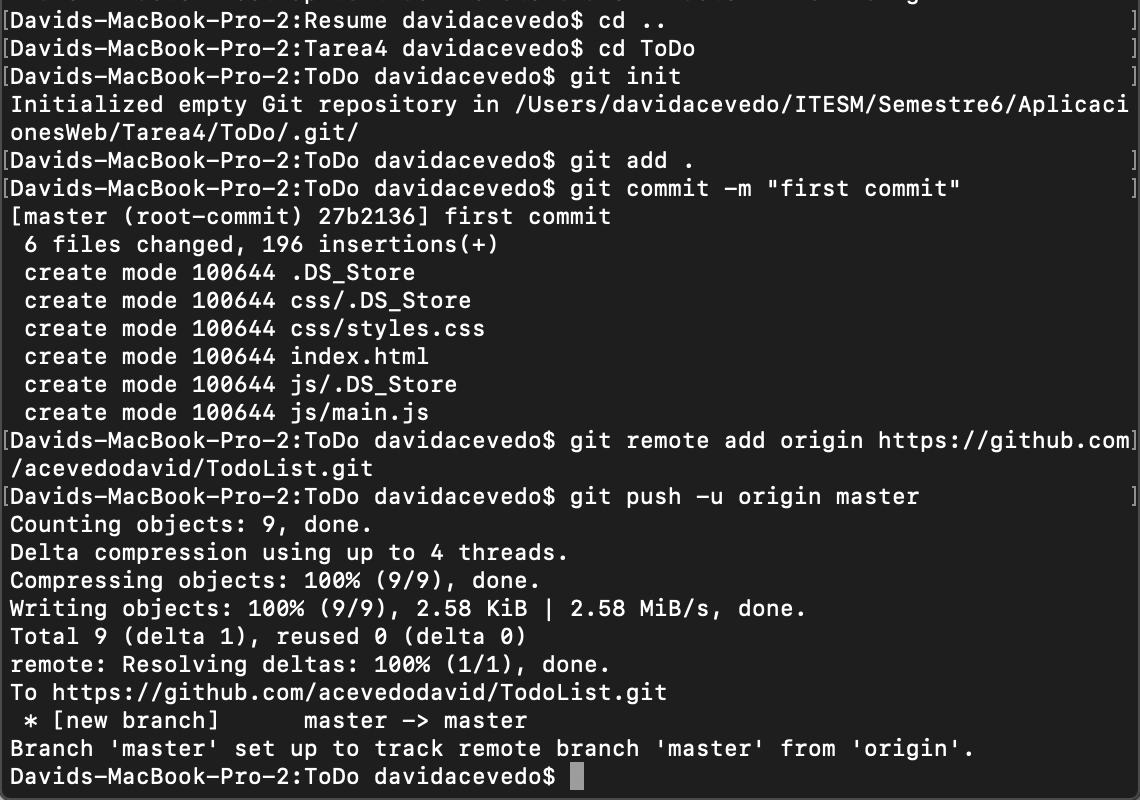 [Davids-MacBook-Pro-2:Resume davidacevedo$ cd ..]
[Davids-MacBook-Pro-2:Tarea4 davidacevedo$ cd ToDo]
[Davids-MacBook-Pro-2:ToDo davidacevedo$ git init]
Initialized empty Git repository in /Users/davidacevedo/ITESM/Semestre6/Aplicaci
onesWeb/Tarea4/ToDo/.git/
[Davids-MacBook-Pro-2:ToDo davidacevedo$ git add .]
[Davids-MacBook-Pro-2:ToDo davidacevedo$ git commit -m "first commit"]
[master (root-commit) 27b2136] first commit
 6 files changed, 196 insertions(+)
 create mode 100644 .DS_Store
 create mode 100644 css/.DS_Store
 create mode 100644 css/styles.css
 create mode 100644 index.html
 create mode 100644 js/.DS_Store
 create mode 100644 js/main.js
[Davids-MacBook-Pro-2:ToDo davidacevedo$ git remote add origin https://github.com]
/acevedodavid/TodoList.git
[Davids-MacBook-Pro-2:ToDo davidacevedo$ git push -u origin master]
Counting objects: 9, done.
Delta compression using up to 4 threads.
Compressing objects: 100% (9/9), done.
Writing objects: 100% (9/9), 2.58 KiB | 2.58 MiB/s, done.
Total 9 (delta 1), reused 0 (delta 0)
remote: Resolving deltas: 100% (1/1), done.
To https://github.com/acevedodavid/TodoList.git
 * [new branch]      master -> master
Branch 'master' set up to track remote branch 'master' from 'origin'.
Davids-MacBook-Pro-2:ToDo davidacevedo$